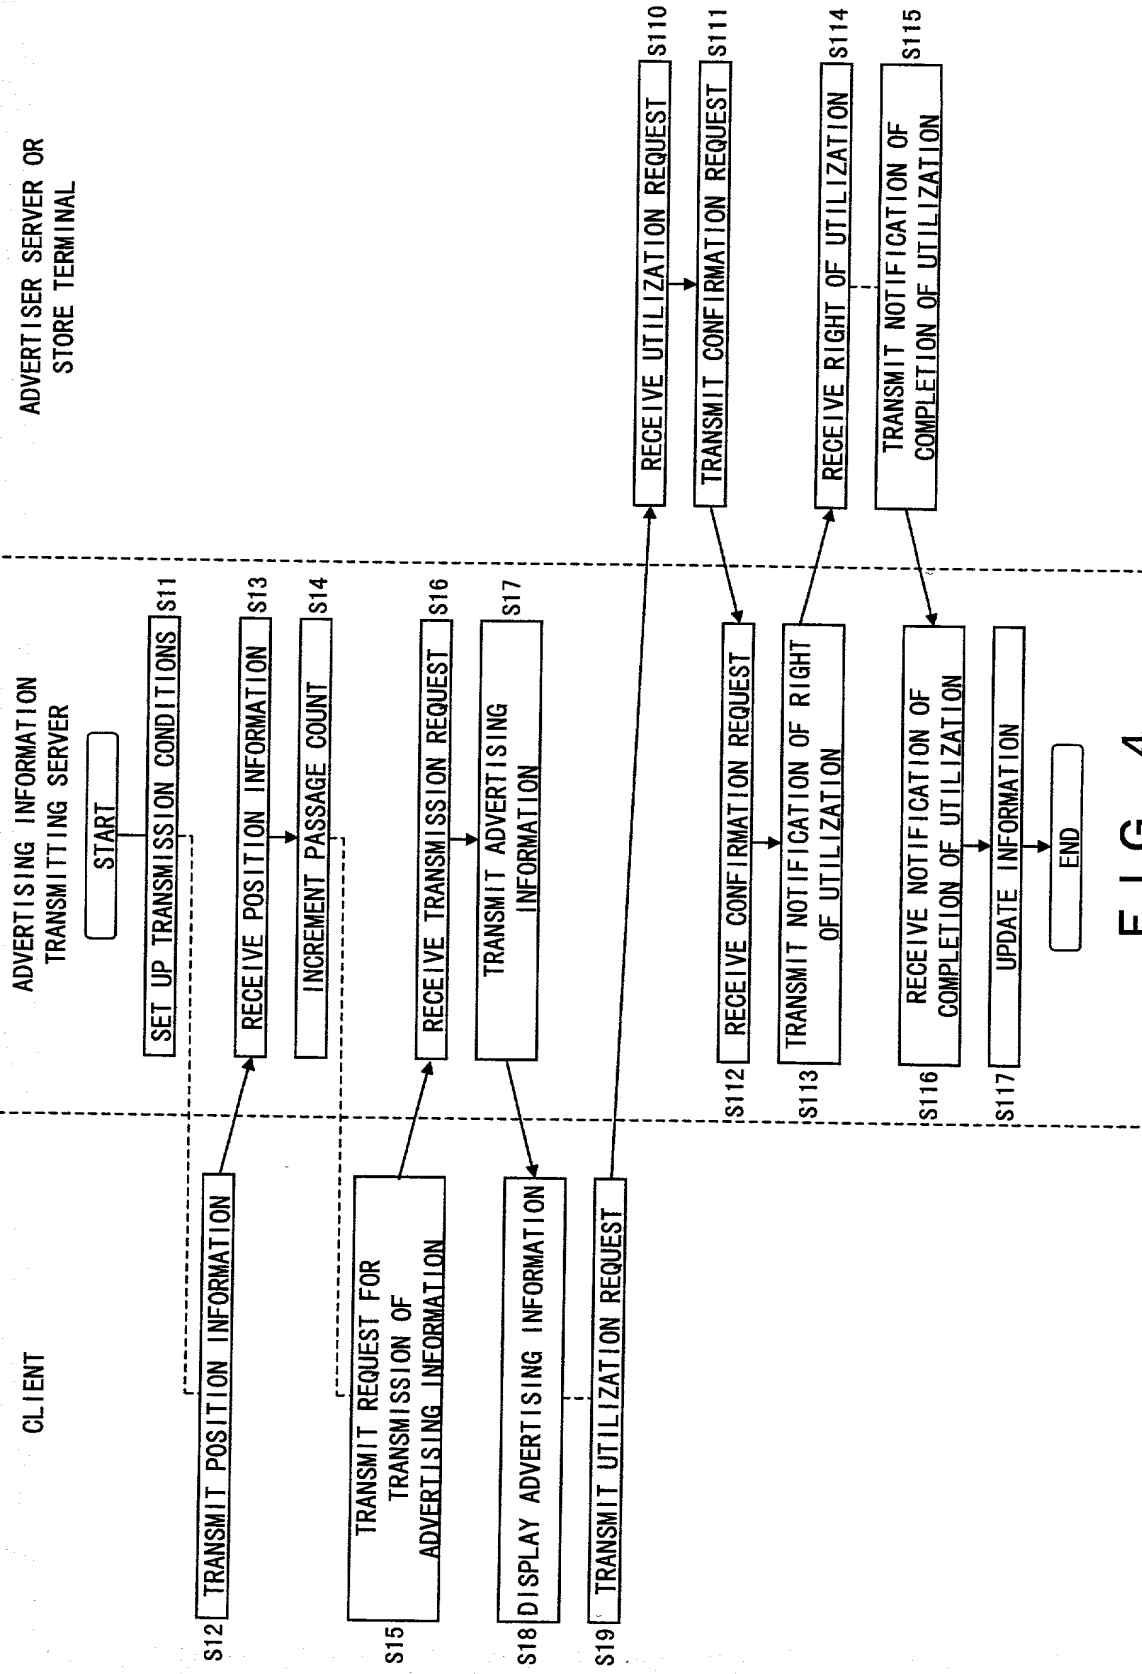 CLIENT
ADVERTISING INFORMATION
TRANSMITTING SERVER
ADVERTISER SERVER OR
STORE TERMINAL
START
SET UP TRANSMISSION CONDITIONS S11
S12 TRANSMIT POSITION INFORMATION
RECEIVE POSITION INFORMATION S13
INCREMENT PASSAGE COUNT S14
S15 TRANSMIT REQUEST FOR
TRANSMISSION OF
ADVERTISING INFORMATION
RECEIVE TRANSMISSION REQUEST S16
TRANSMIT ADVERTISING S17
INFORMATION
S18 DISPLAY ADVERTISING INFORMATION
S19 TRANSMIT UTILIZATION REQUEST
RECEIVE UTILIZATION REQUEST S110
TRANSMIT CONFIRMATION REQUEST S111
S112 RECEIVE CONFIRMATION REQUEST
S113 TRANSMIT NOTIFICATION OF RIGHT
OF UTILIZATION
RECEIVE RIGHT OF UTILIZATION S114
TRANSMIT NOTIFICATION OF S115
COMPLETION OF UTILIZATION
S116 RECEIVE NOTIFICATION OF
COMPLETION OF UTILIZATION
S117 UPDATE INFORMATION
END
FIG. 4